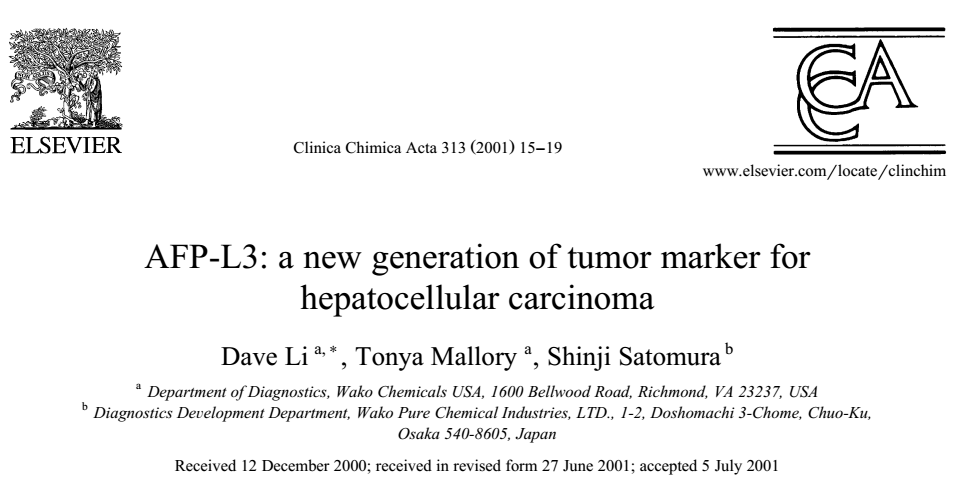 ELSEVIER
Clinica Chimica Acta 313 (2001) 15–19
CCA
www.elsevier.com/locate/clinchim
AFP-L3: a new generation of tumor marker for
hepatocellular carcinoma
Dave Li a,*, Tonya Mallory a, Shinji Satomura b
a Department of Diagnostics, Wako Chemicals USA, 1600 Bellwood Road, Richmond, VA 23237, USA
b Diagnostics Development Department, Wako Pure Chemical Industries, LTD., 1-2, Doshomachi 3-Chome, Chuo-Ku,
Osaka 540-8605, Japan
Received 12 December 2000; received in revised form 27 June 2001; accepted 5 July 2001